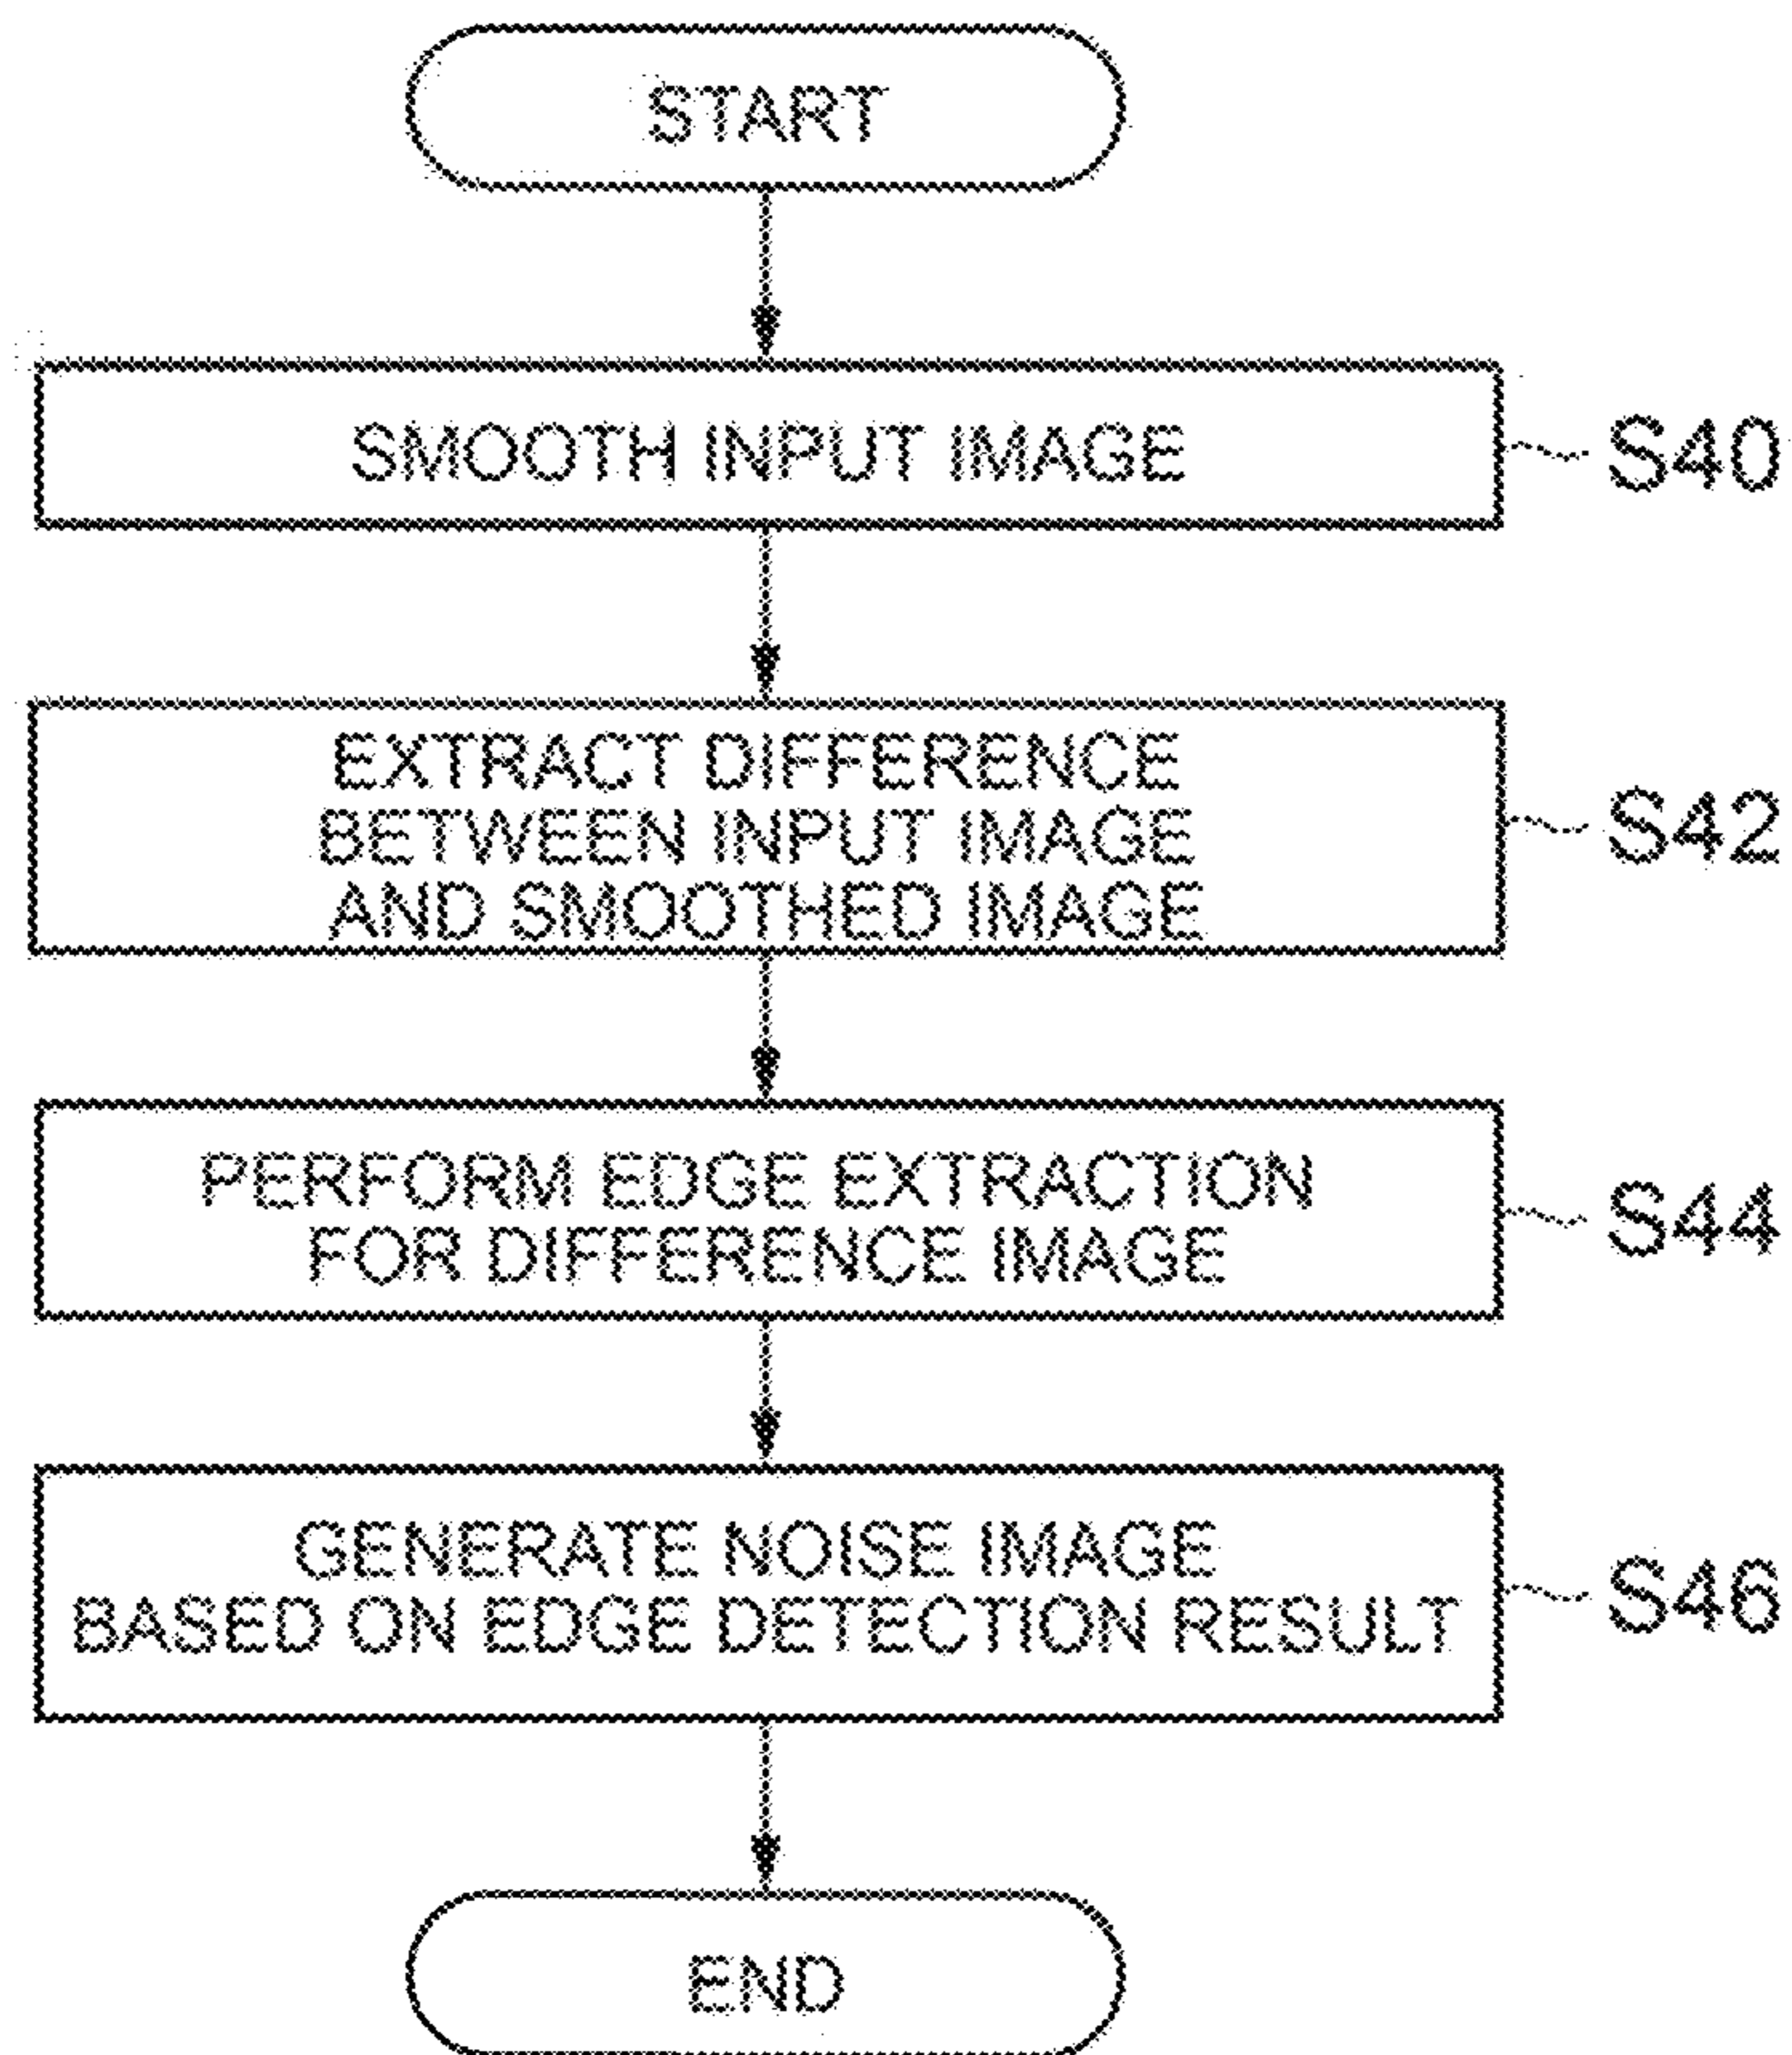 START
SMOOTH INPUT IMAGE
S40
EXTRACT DIFFERENCE
BETWEEN INPUT IMAGE
AND SMOOTHED IMAGE
S42
PERFORM EDGE EXTRACTION
FOR DIFFERENCE IMAGE
S44
GENERATE NOISE IMAGE
BASED ON EDGE DETECTION RESULT
S46
END